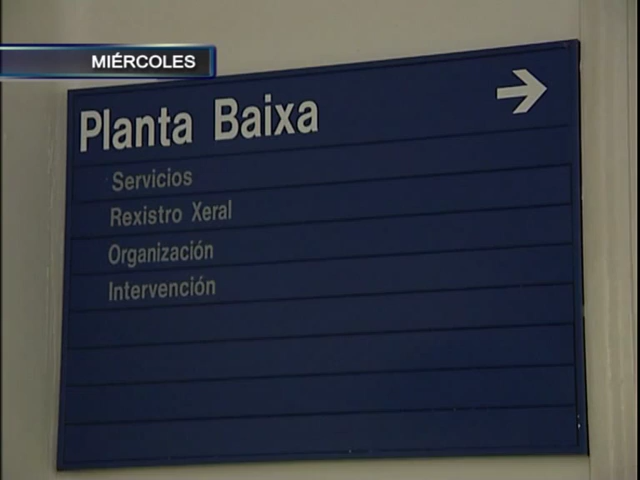 MIÉRCOLES
Planta Baixa
Servicios
Rexistro Xeral
Organización
Intervención